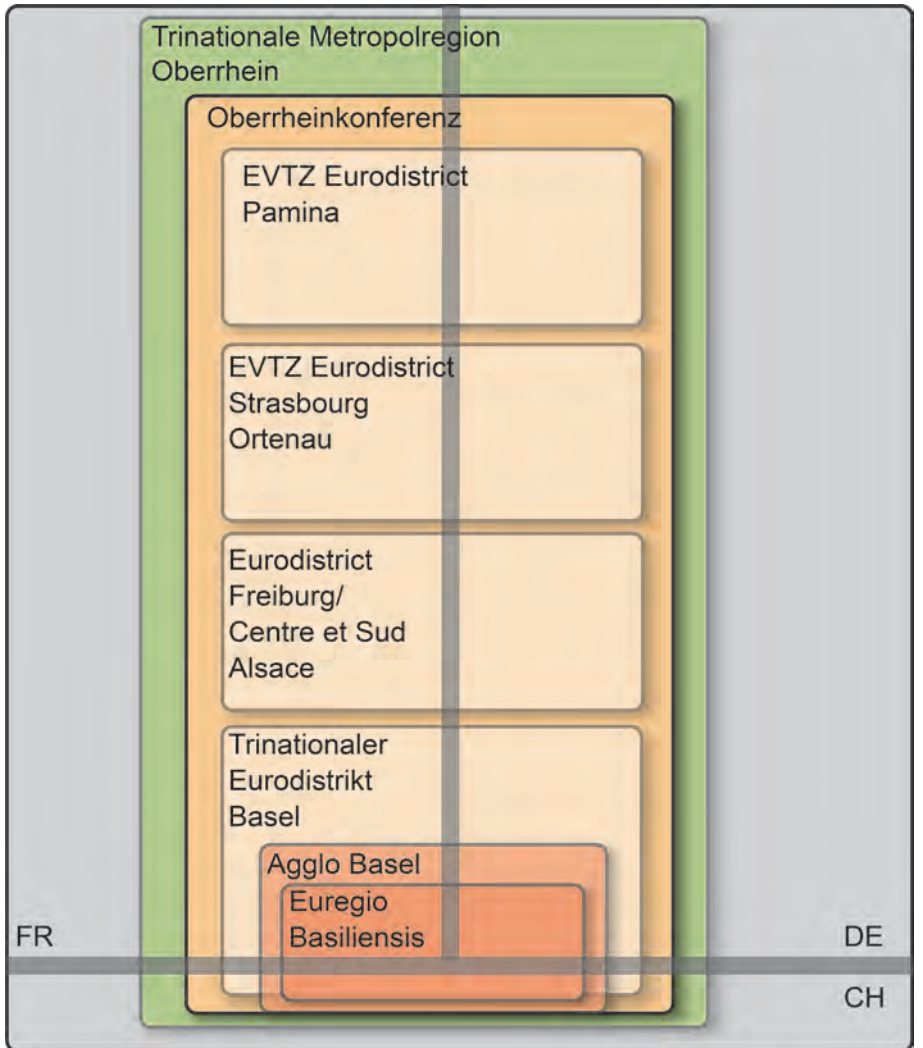 Trinationale Metropolregion
Oberrhein
Oberrheinkonferenz
EVTZ Eurodistrict
Pamina
EVTZ Eurodistrict
Strasbourg
Ortenau
Eurodistrict
Freiburg/
Centre et Sud
Alsace
Trinationaler
Eurodistrikt
Basel
Agglo Basel
Euregio
Basiliensis
FR
DE
CH